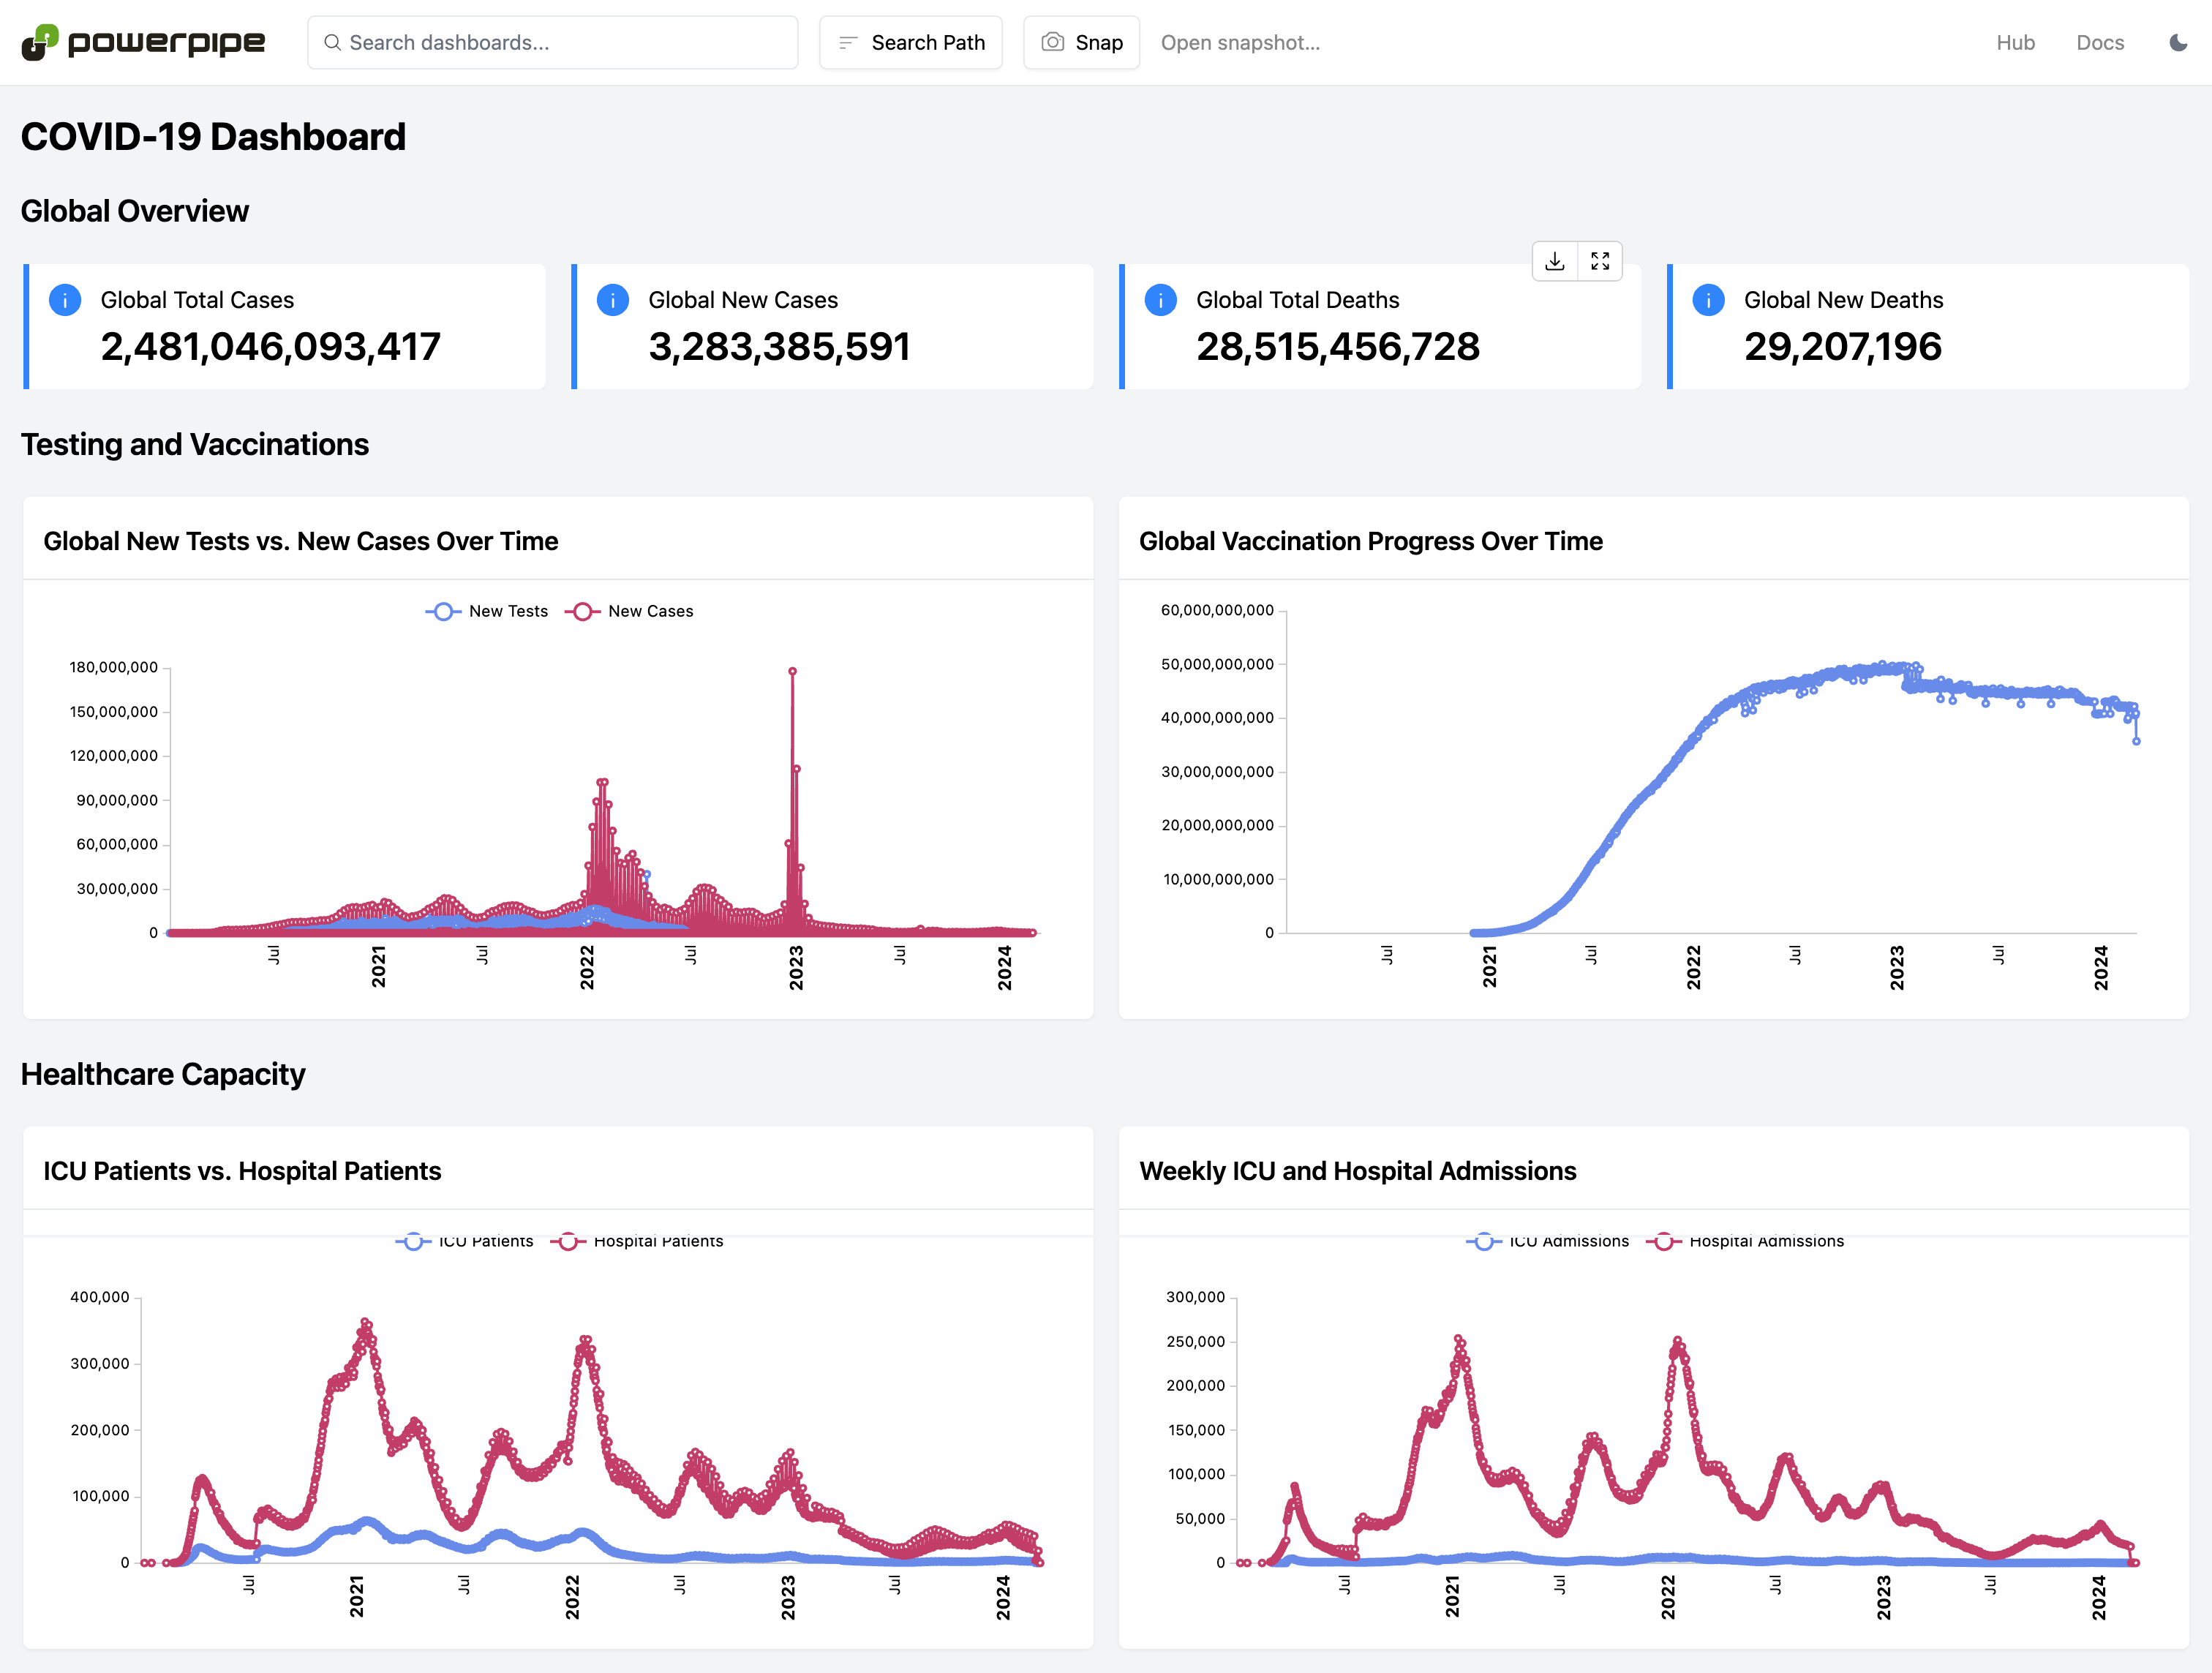 powerpipe
Search dashboards...
Search Path
Snap
Open snapshot...
Hub
Docs
COVID-19 Dashboard
Global Overview
Global Total Cases
2,481,046,093,417
Global New Cases
3,283,385,591
Global Total Deaths
28,515,456,728
Global New Deaths
29,207,196
Testing and Vaccinations
Global New Tests vs. New Cases Over Time
New Tests
New Cases
180,000,000
150,000,000
120,000,000
90,000,000
60,000,000
30,000,000
0
Jul
2021
Jul
2022
Jul
2023
Jul
2024
Global Vaccination Progress Over Time
60,000,000,000
50,000,000,000
40,000,000,000
30,000,000,000
20,000,000,000
10,000,000,000
0
Jul
2021
Jul
2022
Jul
2023
Jul
2024
Healthcare Capacity
ICU Patients vs. Hospital Patients
ICU Patients
Hospital Patients
400,000
300,000
200,000
100,000
0
Jul
2021
Jul
2022
Jul
2023
Jul
2024
Weekly ICU and Hospital Admissions
ICU Admissions
Hospital Admissions
300,000
250,000
200,000
150,000
100,000
50,000
0
Jul
2021
Jul
2022
Jul
2023
Jul
2024